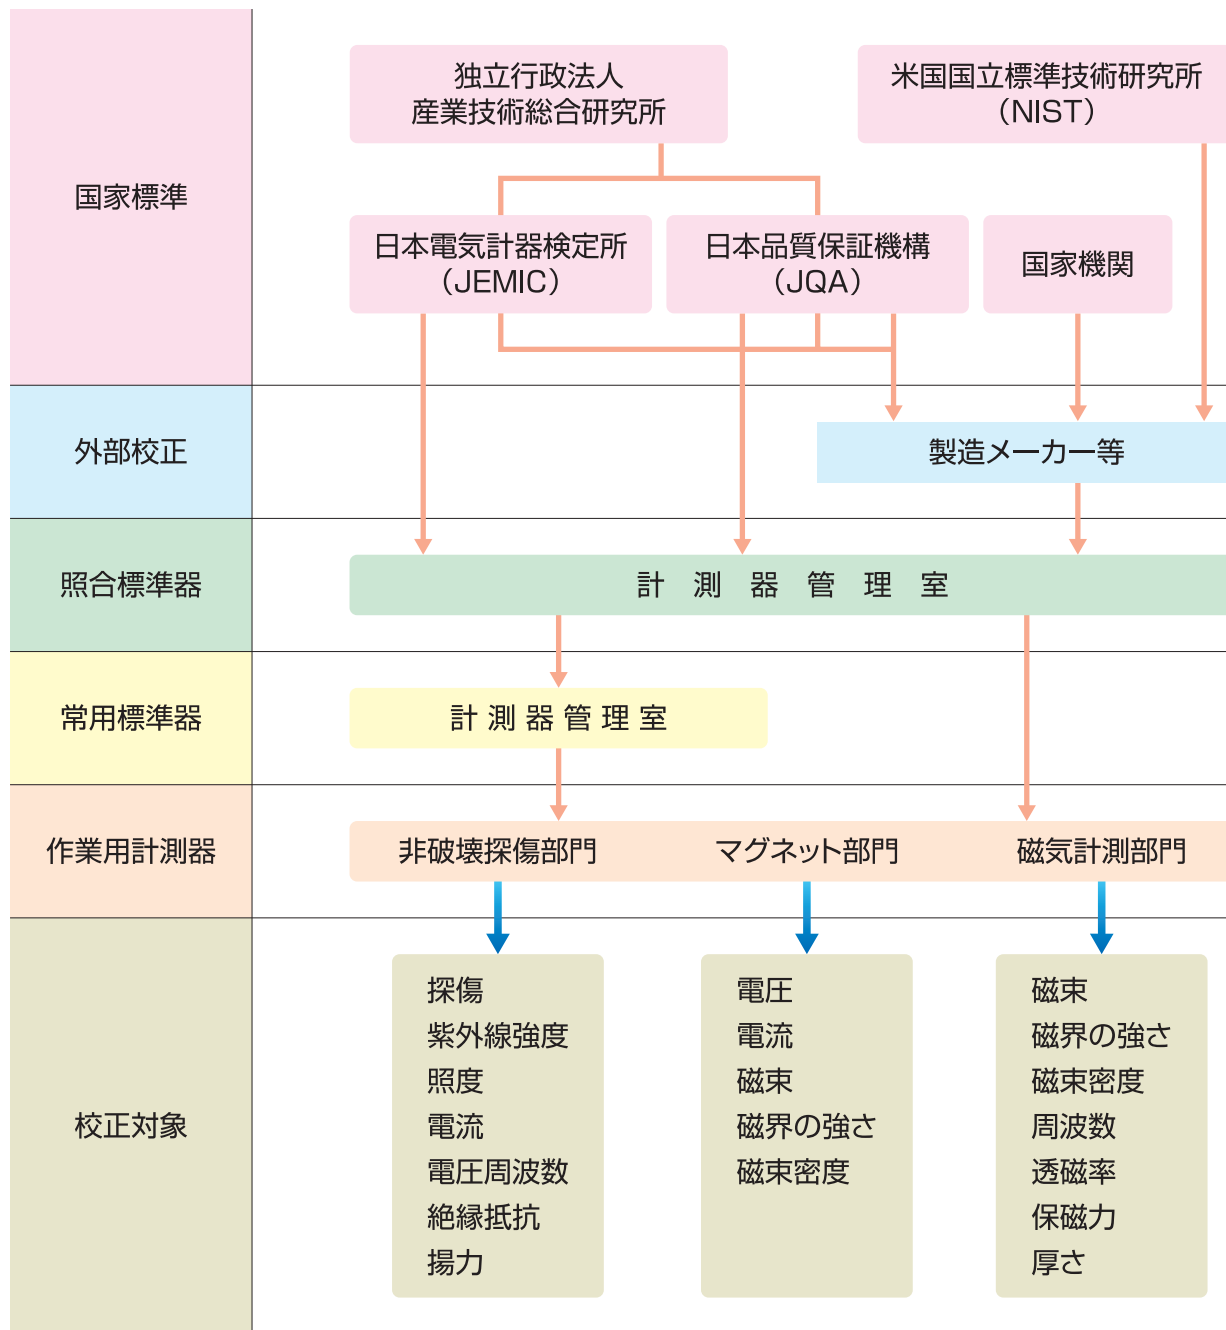 国家標準
独立行政法人
産業技術総合研究所
米国国立標準技術研究所
（NIST）
日本電気計器検定所
（JEMIC）
日本品質保証機構
（JQA）
国家機関
外部校正
製造メーカー等
照合標準器
計 測 器 管 理 室
常用標準器
計 測 器 管 理 室
作業用計測器
非破壊探傷部門
マグネット部門
磁気計測部門
校正対象
探傷
紫外線強度
照度
電流
電圧周波数
絶縁抵抗
揚力
電圧
電流
磁束
磁界の強さ
磁束密度
磁束
磁界の強さ
磁束密度
周波数
透磁率
保磁力
厚さ